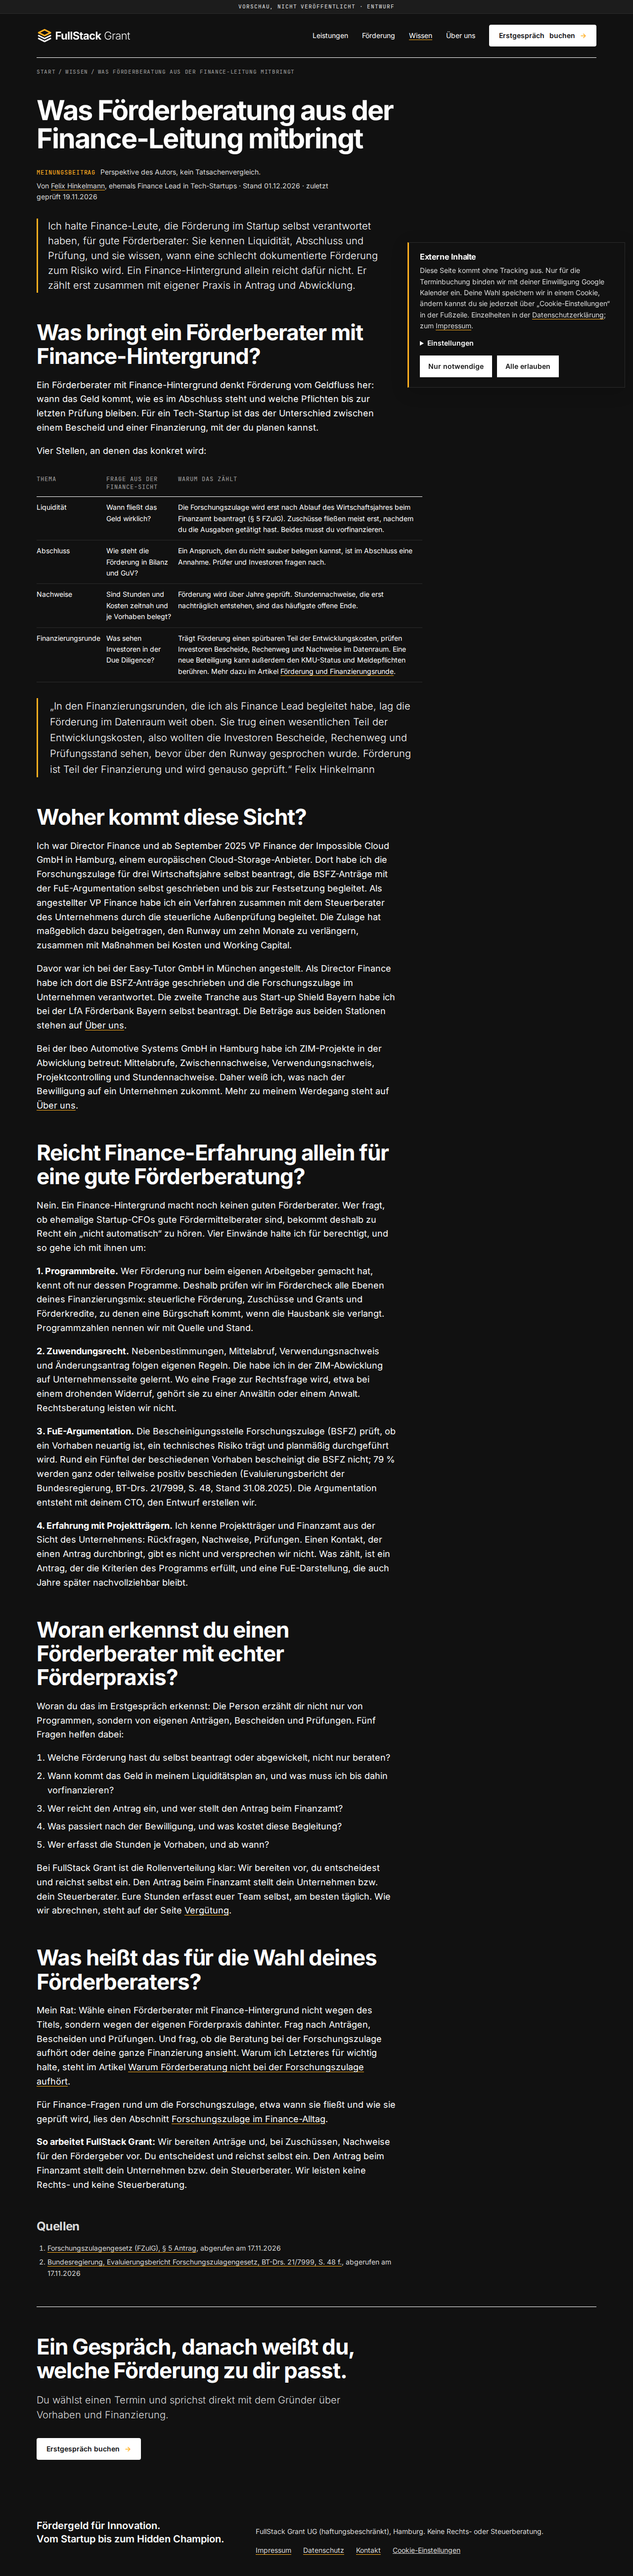 VORSCHAU, NICHT VERÖFFENTLICHT · ENTWURF
FullStack Grant
Leistungen Förderung Wissen Über uns Erstgespräch buchen →
START / WISSEN / WAS FÖRDERBERATUNG AUS DER FINANCE-LEITUNG MITBRINGT
Was Förderberatung aus der
Finance-Leitung mitbringt
MEINUNGSBEITRAG Perspektive des Autors, kein Tatsachenvergleich.
Von Felix Hinkelmann, ehemals Finance Lead in Tech-Startups · Stand 01.12.2026 · zuletzt
geprüft 19.11.2026
Ich halte Finance-Leute, die Förderung im Startup selbst verantwortet
haben, für gute Förderberater: Sie kennen Liquidität, Abschluss und
Prüfung, und sie wissen, wann eine schlecht dokumentierte Förderung
zum Risiko wird. Ein Finance-Hintergrund allein reicht dafür nicht. Er
zählt erst zusammen mit eigener Praxis in Antrag und Abwicklung.
Externe Inhalte
Diese Seite kommt ohne Tracking aus. Nur für die
Terminbuchung binden wir mit deiner Einwilligung Google
Kalender ein. Deine Wahl speichern wir in einem Cookie,
ändern kannst du sie jederzeit über „Cookie-Einstellungen“
in der Fußzeile. Einzelheiten in der Datenschutzerklärung;
zum Impressum.
▶ Einstellungen
Nur notwendige Alle erlauben
Was bringt ein Förderberater mit
Finance-Hintergrund?
Ein Förderberater mit Finance-Hintergrund denkt Förderung vom Geldfluss her:
wann das Geld kommt, wie es im Abschluss steht und welche Pflichten bis zur
letzten Prüfung bleiben. Für ein Tech-Startup ist das der Unterschied zwischen
einem Bescheid und einer Finanzierung, mit der du planen kannst.
Vier Stellen, an denen das konkret wird:
THEMA FRAGE AUS DER FINANCE-SICHT WARUM DAS ZÄHLT
Liquidität Wann fließt das Geld wirklich? Die Forschungszulage wird erst nach Ablauf des Wirtschaftsjahres beim
Finanzamt beantragt (§ 5 FZulG). Zuschüsse fließen meist erst, nachdem
du die Ausgaben getätigt hast. Beides musst du vorfinanzieren.
Abschluss Wie steht die Förderung in Bilanz und GuV? Ein Anspruch, den du nicht sauber belegen kannst, ist im Abschluss eine
Annahme. Prüfer und Investoren fragen nach.
Nachweise Sind Stunden und Kosten zeitnah und je Vorhaben belegt? Förderung wird über Jahre geprüft. Stundennachweise, die erst
nachträglich entstehen, sind das häufigste offene Ende.
Finanzierungsrunde Was sehen Investoren in der Due Diligence? Trägt Förderung einen spürbaren Teil der Entwicklungskosten, prüfen
Investoren Bescheide, Rechenweg und Nachweise im Datenraum. Eine
neue Beteiligung kann außerdem den KMU-Status und Meldepflichten
berühren. Mehr dazu im Artikel Förderung und Finanzierungsrunde.
„In den Finanzierungsrunden, die ich als Finance Lead begleitet habe, lag die
Förderung im Datenraum weit oben. Sie trug einen wesentlichen Teil der
Entwicklungskosten, also wollten die Investoren Bescheide, Rechenweg und
Prüfungsstand sehen, bevor über den Runway gesprochen wurde. Förderung
ist Teil der Finanzierung und wird genauso geprüft.“ Felix Hinkelmann
Woher kommt diese Sicht?
Ich war Director Finance und ab September 2025 VP Finance der Impossible Cloud
GmbH in Hamburg, einem europäischen Cloud-Storage-Anbieter. Dort habe ich die
Forschungszulage für drei Wirtschaftsjahre selbst beantragt, die BSFZ-Anträge mit
der FuE-Argumentation selbst geschrieben und bis zur Festsetzung begleitet. Als
angestellter VP Finance habe ich ein Verfahren zusammen mit dem Steuerberater
des Unternehmens durch die steuerliche Außenprüfung begleitet. Die Zulage hat
maßgeblich dazu beigetragen, den Runway um zehn Monate zu verlängern,
zusammen mit Maßnahmen bei Kosten und Working Capital.
Davor war ich bei der Easy-Tutor GmbH in München angestellt. Als Director Finance
habe ich dort die BSFZ-Anträge geschrieben und die Forschungszulage im
Unternehmen verantwortet. Die zweite Tranche aus Start-up Shield Bayern habe ich
bei der LfA Förderbank Bayern selbst beantragt. Die Beträge aus beiden Stationen
stehen auf Über uns.
Bei der Ibeo Automotive Systems GmbH in Hamburg habe ich ZIM-Projekte in der
Abwicklung betreut: Mittelabrufe, Zwischennachweise, Verwendungsnachweis,
Projektcontrolling und Stundennachweise. Daher weiß ich, was nach der
Bewilligung auf ein Unternehmen zukommt. Mehr zu meinem Werdegang steht auf
Über uns.
Reicht Finance-Erfahrung allein für
eine gute Förderberatung?
Nein. Ein Finance-Hintergrund macht noch keinen guten Förderberater. Wer fragt,
ob ehemalige Startup-CFOs gute Fördermittelberater sind, bekommt deshalb zu
Recht ein „nicht automatisch“ zu hören. Vier Einwände halte ich für berechtigt, und
so gehe ich mit ihnen um:
1. Programmbreite. Wer Förderung nur beim eigenen Arbeitgeber gemacht hat,
kennt oft nur dessen Programme. Deshalb prüfen wir im Fördercheck alle Ebenen
deines Finanzierungsmix: steuerliche Förderung, Zuschüsse und Grants und
Förderkredite, zu denen eine Bürgschaft kommt, wenn die Hausbank sie verlangt.
Programmzahlen nennen wir mit Quelle und Stand.
2. Zuwendungsrecht. Nebenbestimmungen, Mittelabruf, Verwendungsnachweis
und Änderungsantrag folgen eigenen Regeln. Die habe ich in der ZIM-Abwicklung
auf Unternehmensseite gelernt. Wo eine Frage zur Rechtsfrage wird, etwa bei
einem drohenden Widerruf, gehört sie zu einer Anwältin oder einem Anwalt.
Rechtsberatung leisten wir nicht.
3. FuE-Argumentation. Die Bescheinigungsstelle Forschungszulage (BSFZ) prüft, ob
ein Vorhaben neuartig ist, ein technisches Risiko trägt und planmäßig durchgeführt
wird. Rund ein Fünftel der beschiedenen Vorhaben bescheinigt die BSFZ nicht; 79 %
werden ganz oder teilweise positiv beschieden (Evaluierungsbericht der
Bundesregierung, BT-Drs. 21/7999, S. 48, Stand 31.08.2025). Die Argumentation
entsteht mit deinem CTO, den Entwurf erstellen wir.
4. Erfahrung mit Projektträgern. Ich kenne Projektträger und Finanzamt aus der
Sicht des Unternehmens: Rückfragen, Nachweise, Prüfungen. Einen Kontakt, der
einen Antrag durchbringt, gibt es nicht und versprechen wir nicht. Was zählt, ist ein
Antrag, der die Kriterien des Programms erfüllt, und eine FuE-Darstellung, die auch
Jahre später nachvollziehbar bleibt.
Woran erkennst du einen
Förderberater mit echter
Förderpraxis?
Woran du das im Erstgespräch erkennst: Die Person erzählt dir nicht nur von
Programmen, sondern von eigenen Anträgen, Bescheiden und Prüfungen. Fünf
Fragen helfen dabei:
1. Welche Förderung hast du selbst beantragt oder abgewickelt, nicht nur beraten?
2. Wann kommt das Geld in meinem Liquiditätsplan an, und was muss ich bis dahin
vorfinanzieren?
3. Wer reicht den Antrag ein, und wer stellt den Antrag beim Finanzamt?
4. Was passiert nach der Bewilligung, und was kostet diese Begleitung?
5. Wer erfasst die Stunden je Vorhaben, und ab wann?
Bei FullStack Grant ist die Rollenverteilung klar: Wir bereiten vor, du entscheidest
und reichst selbst ein. Den Antrag beim Finanzamt stellt dein Unternehmen bzw.
dein Steuerberater. Eure Stunden erfasst euer Team selbst, am besten täglich. Wie
wir abrechnen, steht auf der Seite Vergütung.
Was heißt das für die Wahl deines
Förderberaters?
Mein Rat: Wähle einen Förderberater mit Finance-Hintergrund nicht wegen des
Titels, sondern wegen der eigenen Förderpraxis dahinter. Frag nach Anträgen,
Bescheiden und Prüfungen. Und frag, ob die Beratung bei der Forschungszulage
aufhört oder deine ganze Finanzierung ansieht. Warum ich Letzteres für wichtig
halte, steht im Artikel Warum Förderberatung nicht bei der Forschungszulage
aufhört.
Für Finance-Fragen rund um die Forschungszulage, etwa wann sie fließt und wie sie
geprüft wird, lies den Abschnitt Forschungszulage im Finance-Alltag.
So arbeitet FullStack Grant: Wir bereiten Anträge und, bei Zuschüssen, Nachweise
für den Fördergeber vor. Du entscheidest und reichst selbst ein. Den Antrag beim
Finanzamt stellt dein Unternehmen bzw. dein Steuerberater. Wir leisten keine
Rechts- und keine Steuerberatung.
Quellen
1. Forschungszulagengesetz (FZulG), § 5 Antrag, abgerufen am 17.11.2026
2. Bundesregierung, Evaluierungsbericht Forschungszulagengesetz, BT-Drs. 21/7999, S. 48 f., abgerufen am
17.11.2026
Ein Gespräch, danach weißt du,
welche Förderung zu dir passt.
Du wählst einen Termin und sprichst direkt mit dem Gründer über
Vorhaben und Finanzierung.
Erstgespräch buchen →
Fördergeld für Innovation.
Vom Startup bis zum Hidden Champion.
FullStack Grant UG (haftungsbeschränkt), Hamburg. Keine Rechts- oder Steuerberatung.
Impressum Datenschutz Kontakt Cookie-Einstellungen